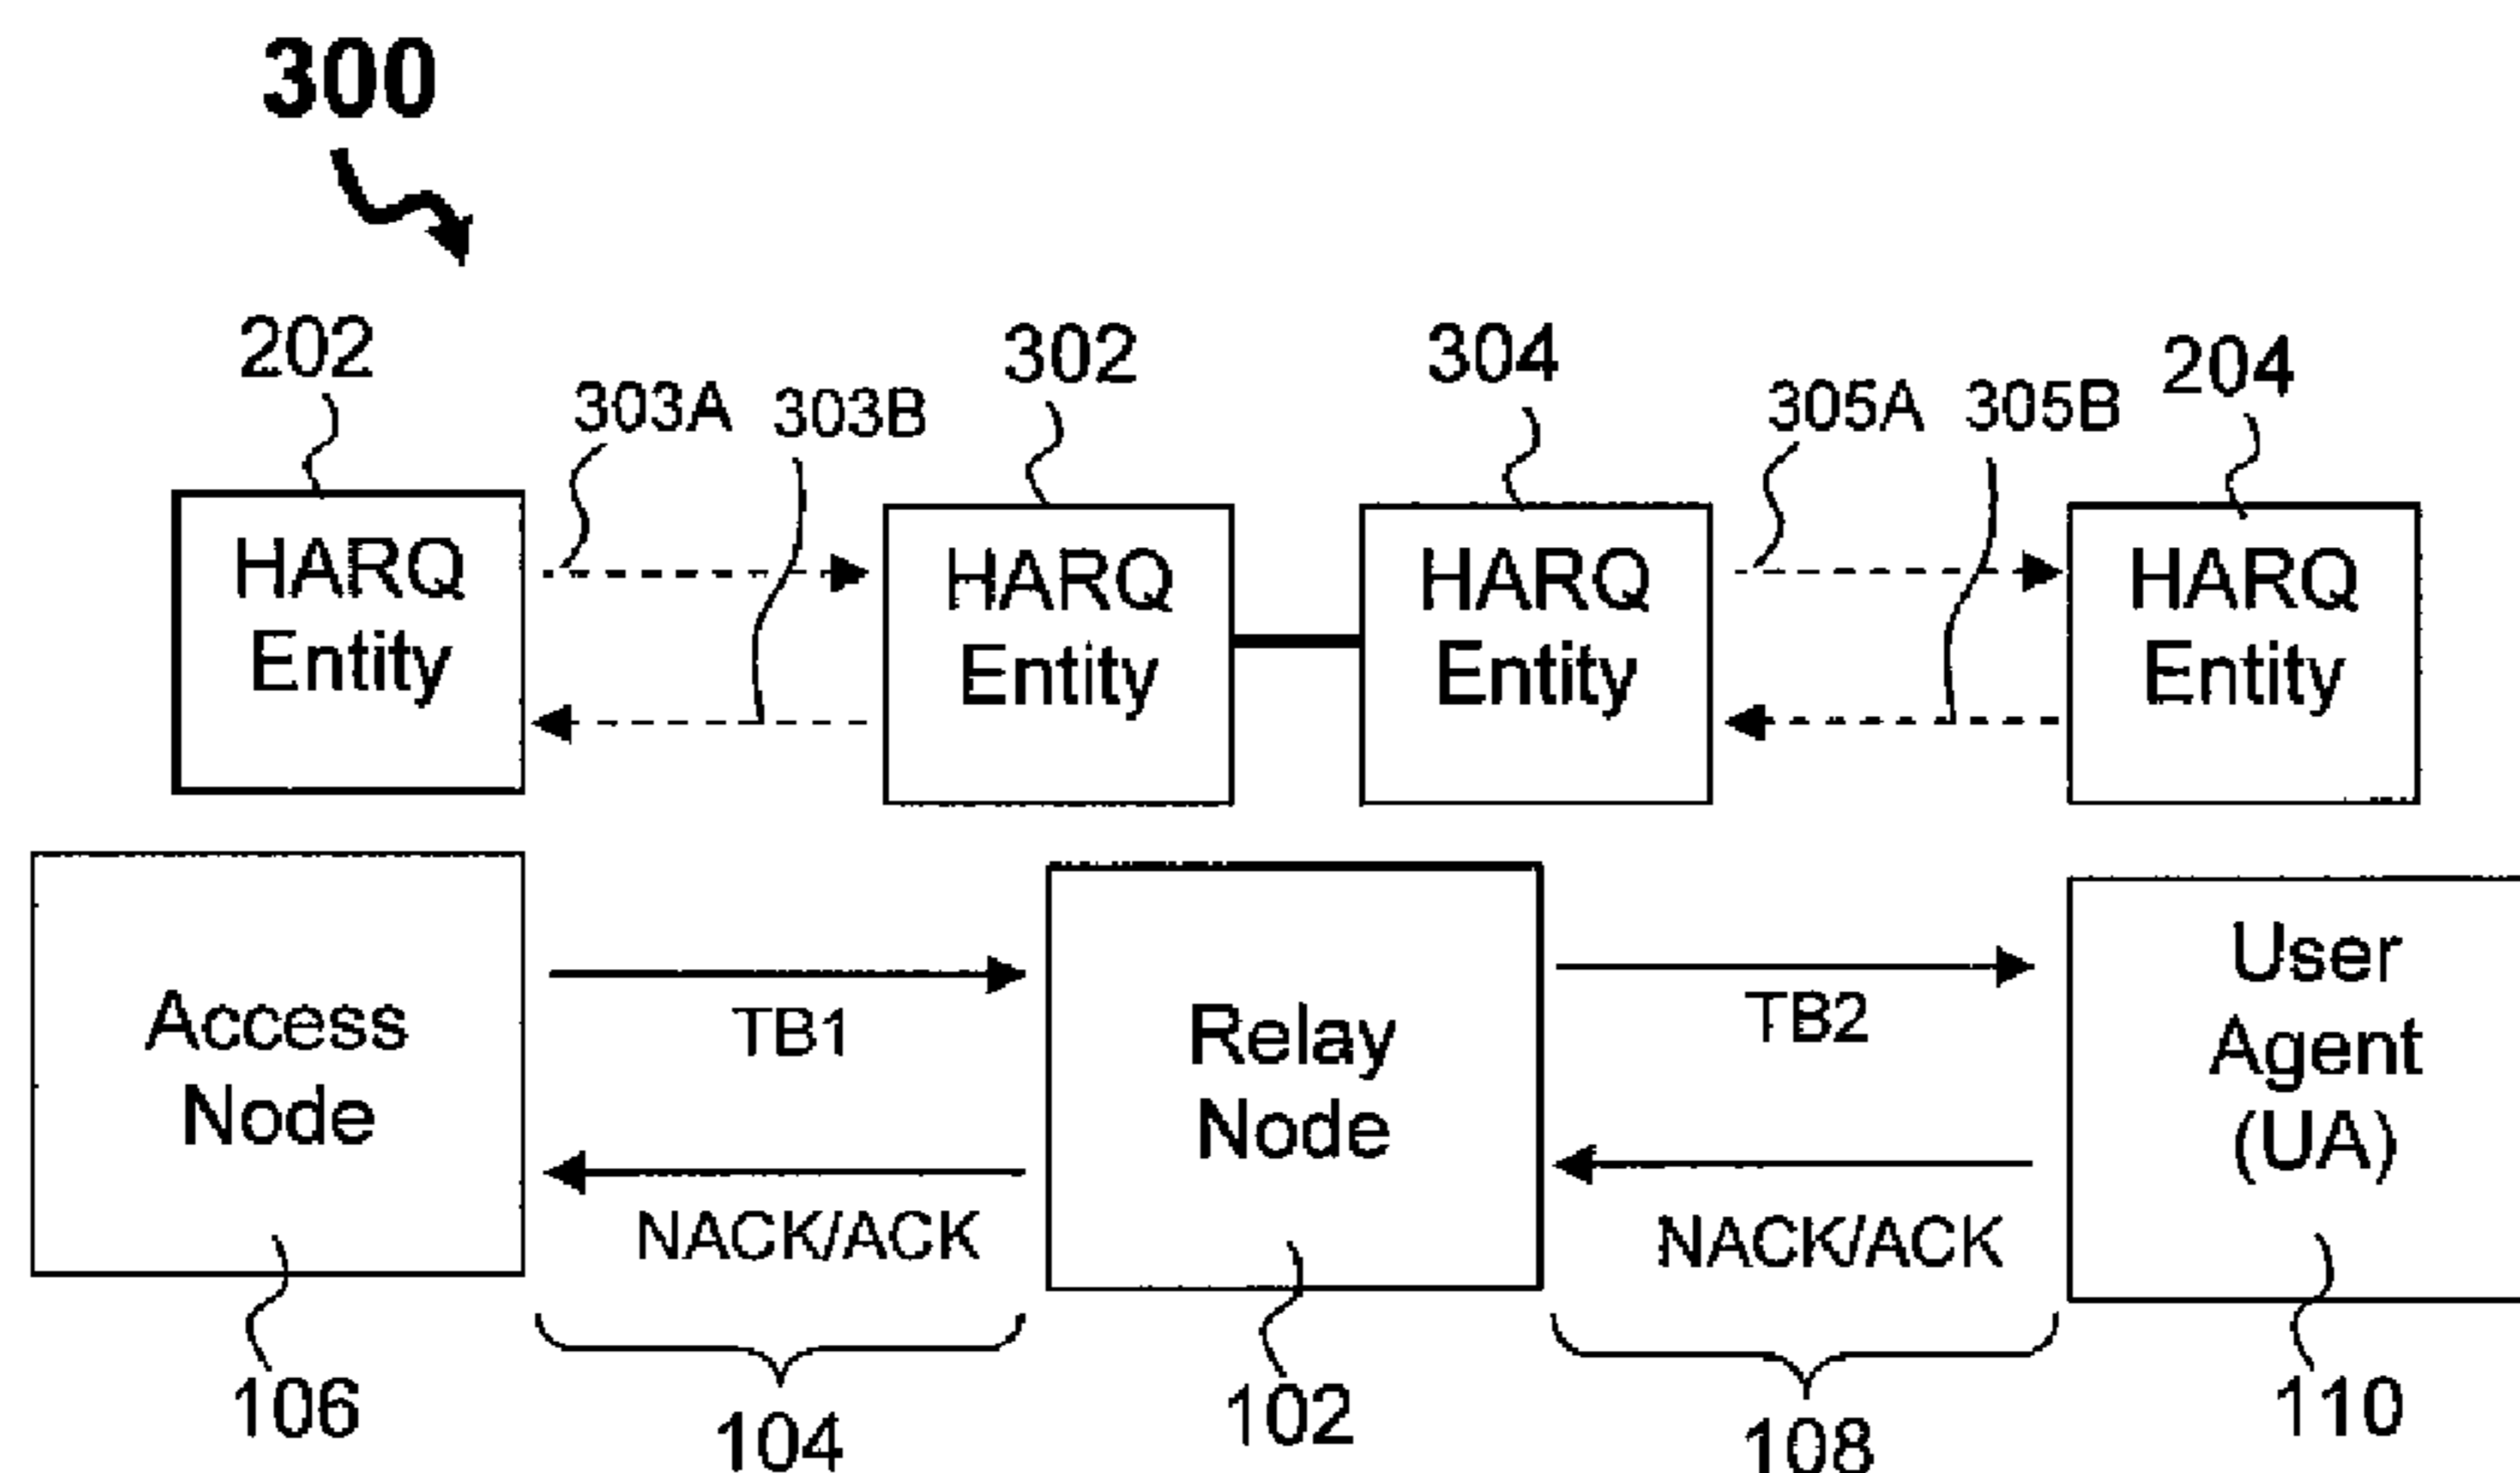 300
202
302
304
204
303A
303B
305A
305B
HARQ
Entity
HARQ
Entity
HARQ
Entity
HARQ
Entity
Access
Node
TB1
NACK/ACK
Relay
Node
TB2
NACK/ACK
User
Agent
(UA)
106
104
102
108
110